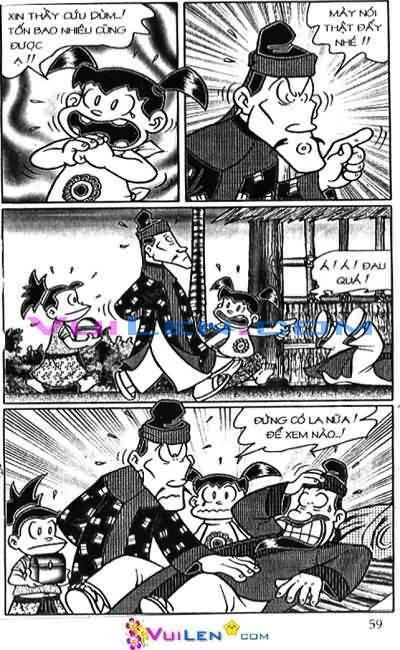 XIN THẦY CỨU DÙM..!
TỐN BAO NHIÊU CŨNG
ĐƯỢC
Ạ!!
MÀY NÓI
THẬT ĐẤY
NHÉ!!
Á! Á! ĐAU
QUÁ!
VUILEN.COM
ĐỪNG CÓ LA NỮA!
ĐỂ XEM NÀO..!
59
VUILEN.COM